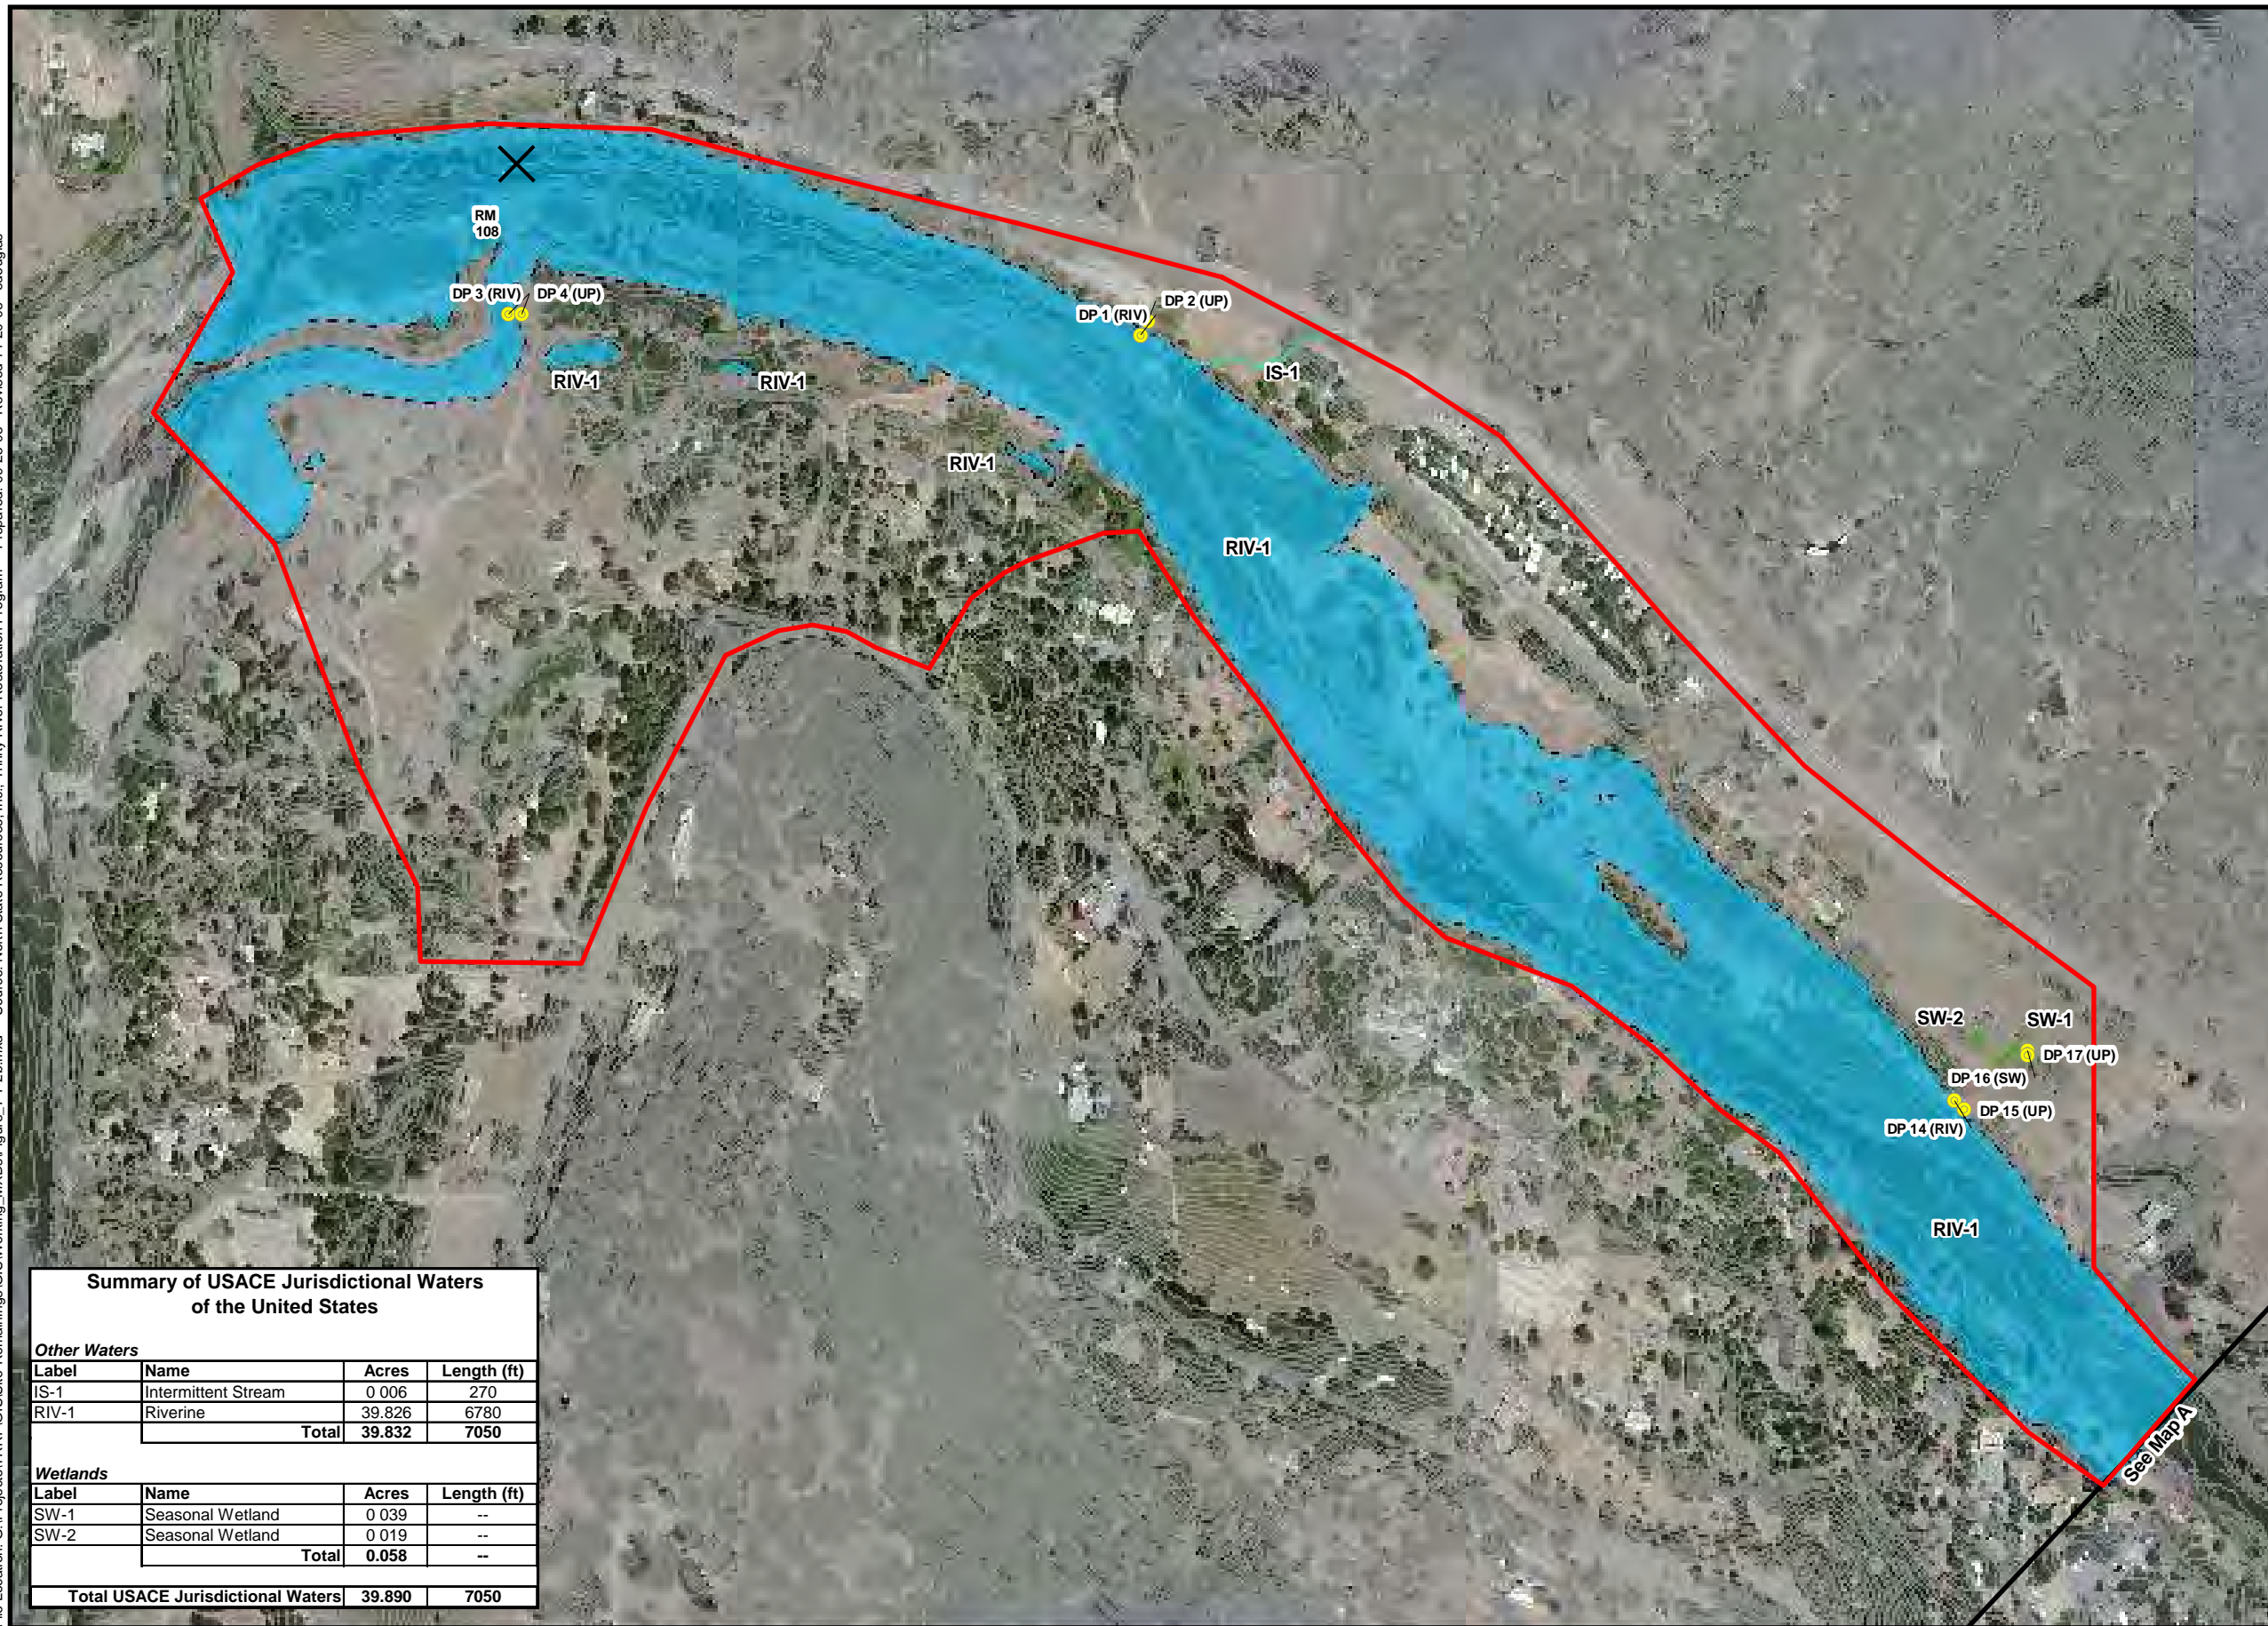 RM
108
DP 3 (RIV)
DP 4 (UP)
DP 1 (RIV)
DP 2 (UP)
RIV-1
RIV-1
IS-1
RIV-1
RIV-1
SW-2
SW-1
DP 17 (UP)
DP 16 (SW)
DP 15 (UP)
DP 14 (RIV)
RIV-1
See Map A
Summary of USACE Jurisdictional Waters
of the United States
Other Waters
Label Name Acres Length (ft)
IS-1 Intermittent Stream 0 006 270
RIV-1 Riverine 39.826 6780
Total 39.832 7050
Wetlands
Label Name Acres Length (ft)
SW-1 Seasonal Wetland 0 039 --
SW-2 Seasonal Wetland 0 019 --
Total 0.058 --
Total USACE Jurisdictional Waters 39.890 7050